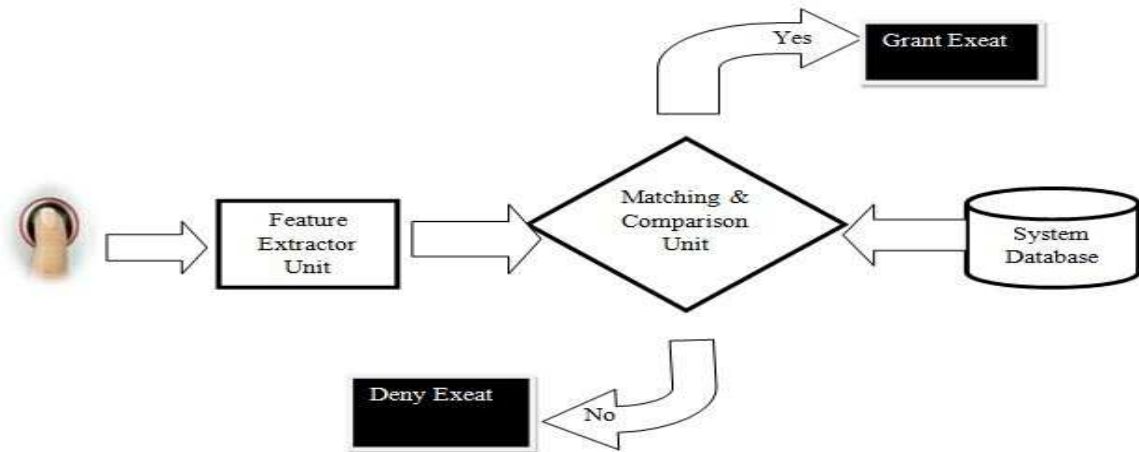 Yes
Grant Exeat
Matching &
Comparison
Unit
Feature
Extractor
Unit
System
Database
Deny Exeat
No